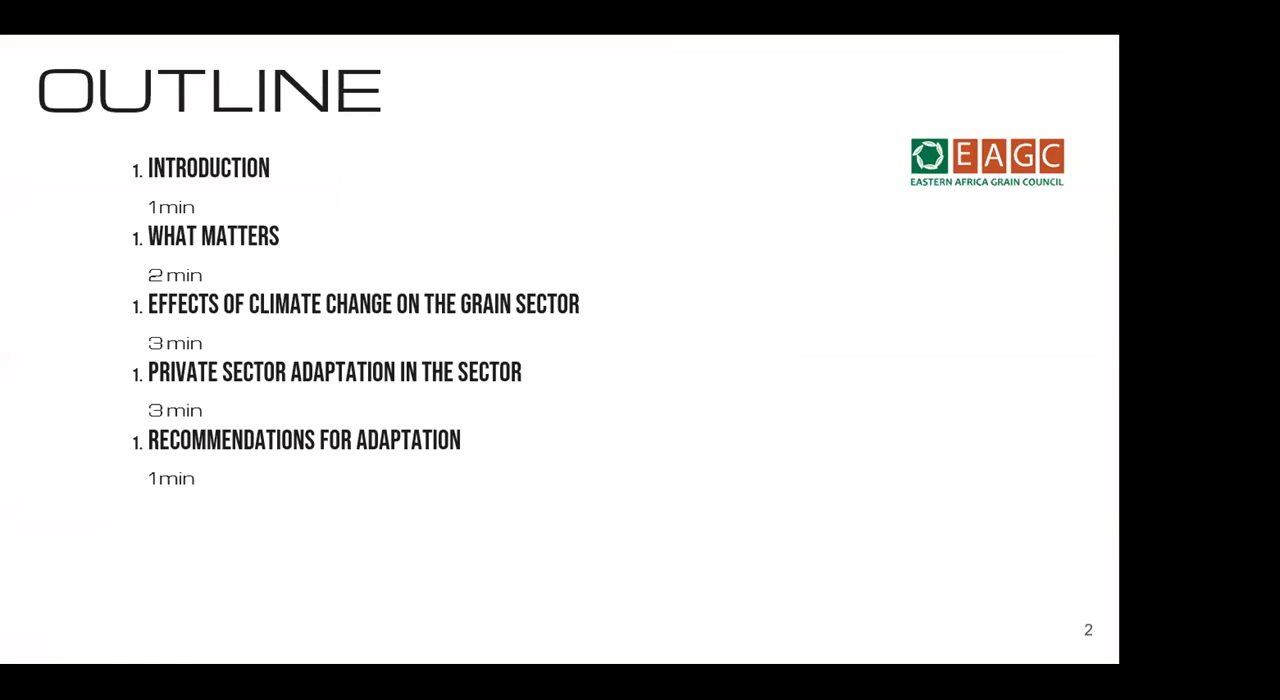 OUTLINE
1. INTRODUCTION
1 min
1. WHAT MATTERS
2 min
1. EFFECTS OF CLIMATE CHANGE ON THE GRAIN SECTOR
3 min
1. PRIVATE SECTOR ADAPTATION IN THE SECTOR
3 min
1. RECOMMENDATIONS FOR ADAPTATION
1 min
EAGC
EASTERN AFRICA GRAIN COUNCIL
2